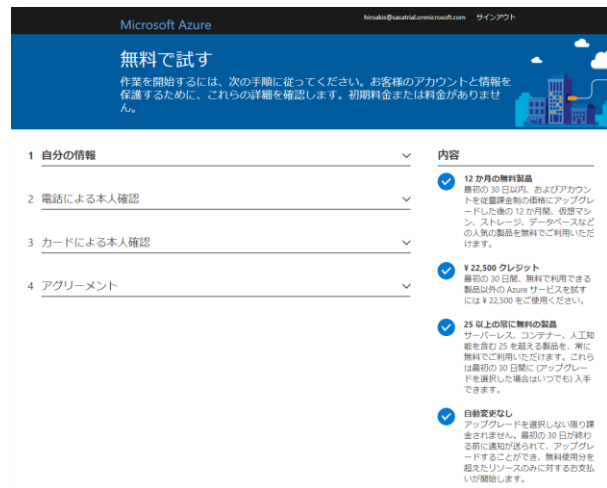 Microsoft Azure
hiroakis@sasatrial.onmicrosoft.com サインアウト
無料で試す
作業を開始するには、次の手順に従ってください。お客様のアカウントと情報を
保護するために、これらの詳細を確認します。初期料金または料金がありませ
ん。
1 自分の情報
2 電話による本人確認
3 カードによる本人確認
4 アグリーメント
内容
12 か月の無料製品
最初の 30 日以内、およびアカウン
トを従量課金制の価格にアップグレ
ードした後の 12 か月間、仮想マシ
ン、ストレージ、データベースなど
の人気の製品を無料でご利用いただ
けます。
¥ 22,500 クレジット
最初の 30 日間、無料で利用できる
製品以外の Azure サービスを試す
には ¥ 22,500 をご使用ください。
25 以上の常に無料の製品
サーバーレス、コンテナー、人工知
能を含む 25 を超える製品を、常に
無料でご利用いただけます。これら
は最初の 30 日間に (アップグレー
ドを選択した場合はいつでも) 入手
できます。
自動変更なし
アップグレードを選択しない限り課
金されません。最初の 30 日が終わ
る前に通知が送られて、アップグレ
ードすることができ、無料使用分を
超えたリソースのみに対するお支払
いが開始します。